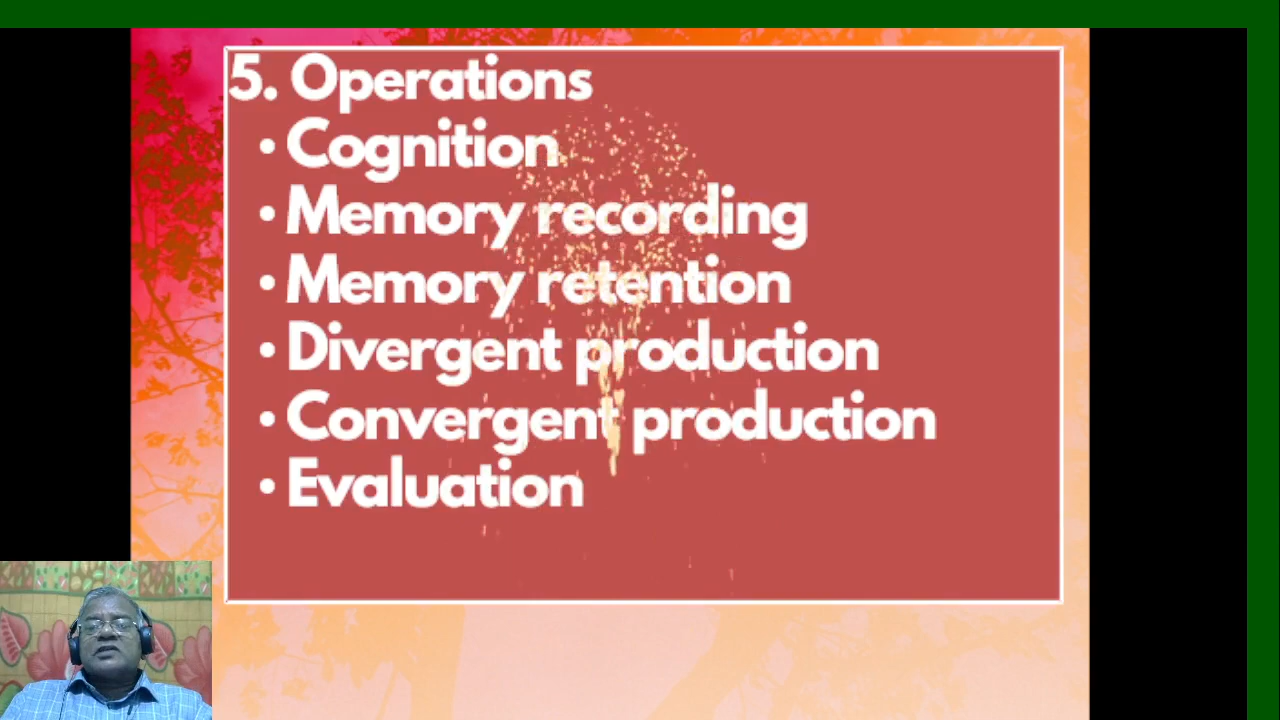 5. Operations
• Cognition
• Memory recording
• Memory retention
• Divergent production
• Convergent production
• Evaluation